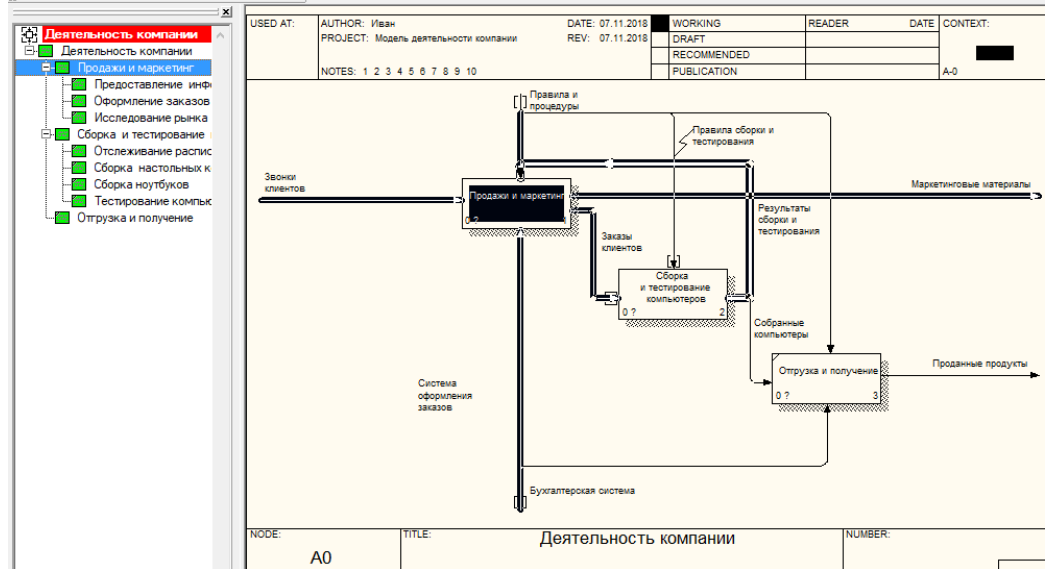 Деятельность компании
Деятельность компании
Продажи и маркетинг
Предоставление
Оформление заказов
Исследование рынка
Сборка и тестирование
Отслеживание
Сборка настольных
Сборка ноутбуков
Тестирование
Отгрузка и получение
USED AT:
AUTHOR: Иван
DATE: 07.11.2018
WORKING
READER
DATE
CONTEXT:
PROJECT: Модель деятельности компании
REV: 07.11.2018
DRAFT
RECOMMENDED
NOTES: 1 2 3 4 5 6 7 8 9 10
PUBLICATION
A-0
Правила и
процедуры
Правила сборки и
тестирования
Звонки
клиентов
Продажи и маркетинг
0 ?
1
Маркетинговые материалы
Результаты
сборки и
тестирования
Заказы
клиентов
Сборка
и тестирование
компьютеров
0 ?
2
Собранные
компьютеры
Отгрузка и получение
0 ?
3
Проданные продукты
Система
оформления
заказов
Бухгалтерская система
NODE:
A0
TITLE:
Деятельность компании
NUMBER: